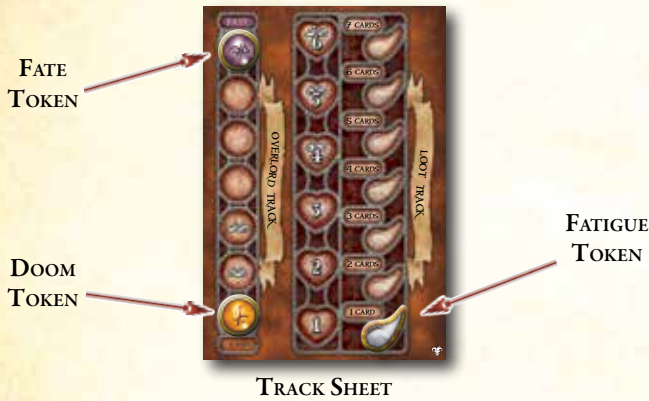 FATE
TOKEN
DOOM
TOKEN
OVERLORD TRACK
7 CARDS
6 CARDS
5 CARDS
4 CARDS
3 CARDS
2 CARDS
1 CARD
6
5
4
3
2
1
LOOT TRACK
FATIGUE
TOKEN
TRACK SHEET